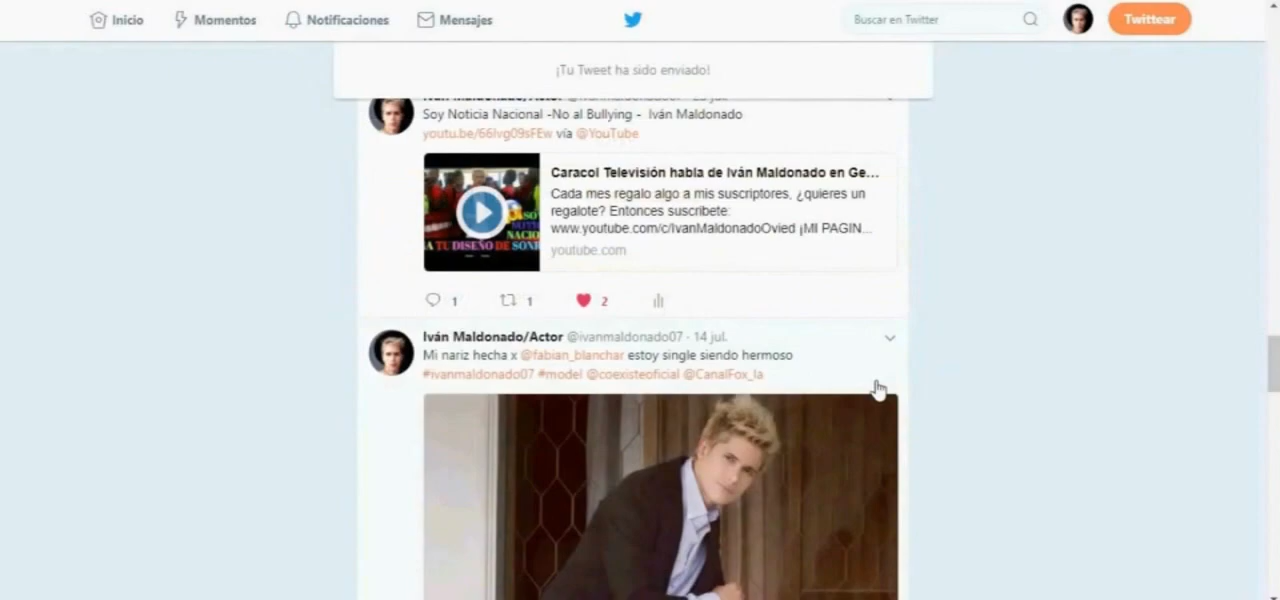 Inicio
Momentos
Notificaciones
Mensajes
Buscar en Twitter
Twittear
¡Tu Tweet ha sido enviado!
Soy Noticia Nacional -No al Bullying - Iván Maldonado
youtu.be/66Ivg09sFEw vía @YouTube
Caracol Televisión habla de Iván Maldonado en Ge...
Cada mes regalo algo a mis suscriptores, ¿quieres un
regalote? Entonces suscribete:
www.youtube.com/c/IvanMaldonadoOvied ¡MI PAGIN...
youtube.com
1
1
2
Iván Maldonado/Actor @ivanmaldonado07 · 14 jul.
Mi nariz hecha x @fabian_blanchar estoy single siendo hermoso
#ivanmaldonado07 #model @coexisteoficial @CanalFox_la